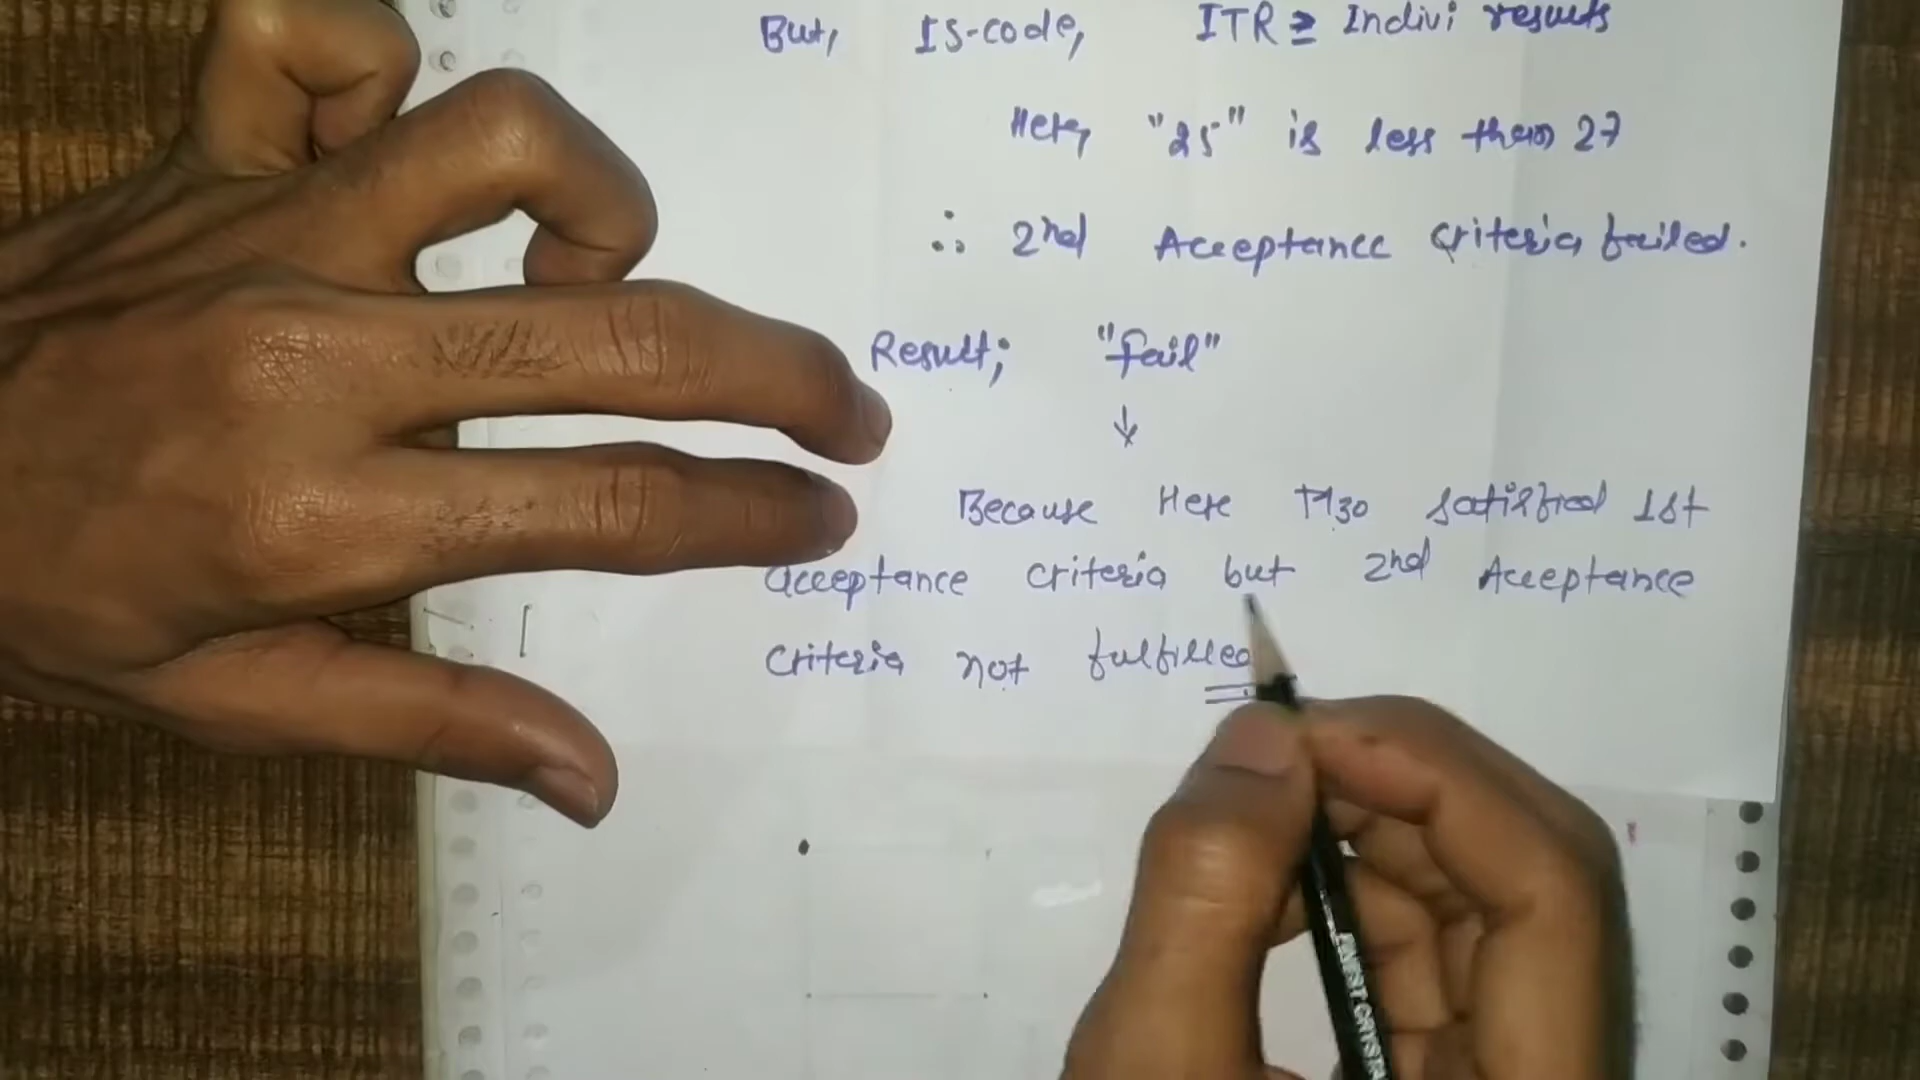 But, IS-code, ITR ≥ Indivi results
Here, "25" is less than 27
∴ 2nd Acceptance Criteria failed.
Result; "fail"
↓
Because Here M30 satisfied 1st
acceptance criteria but 2nd Acceptance
Criteria not fulfilled